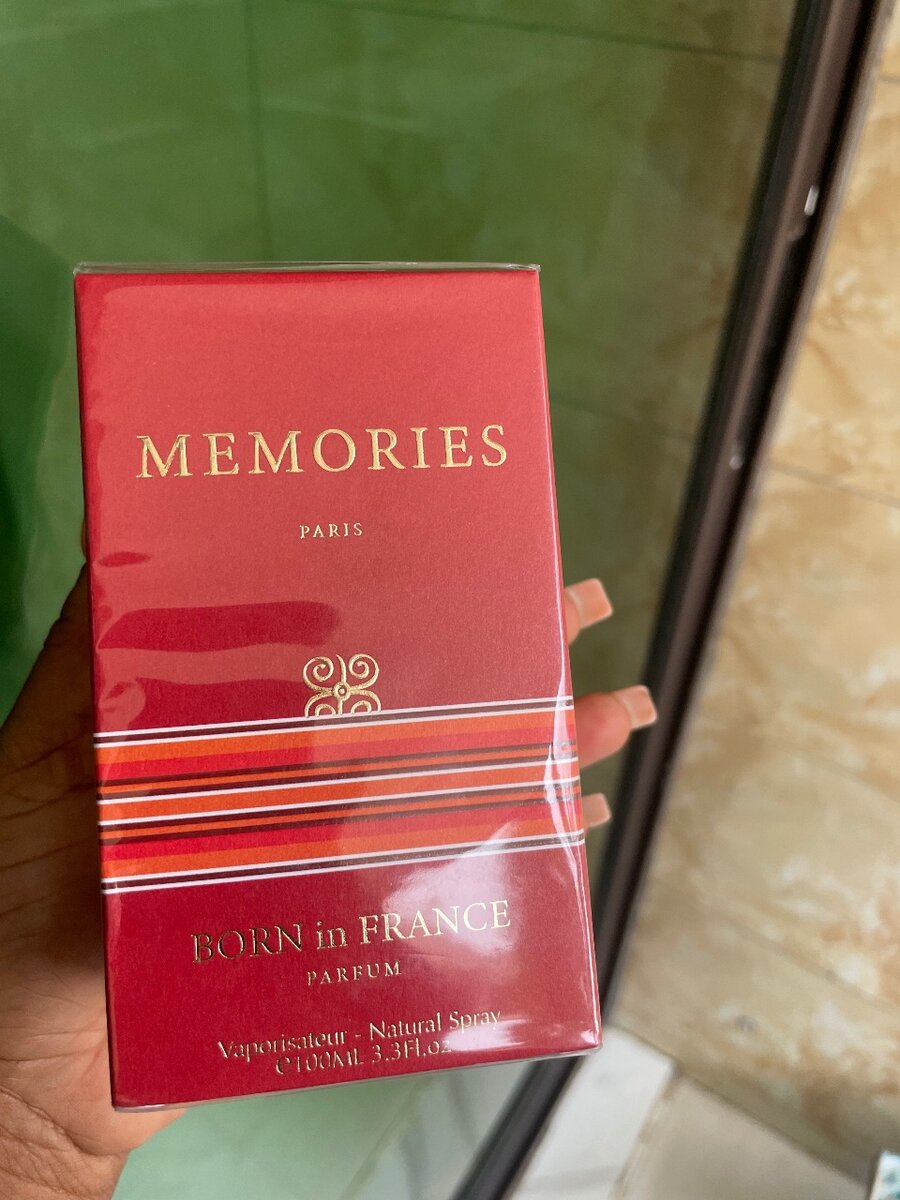 MEMORIES
PARIS
BORN in FRANCE
PARFUM
Vaporisateur - Natural Spray
℮100ML 3.3Fl.oz